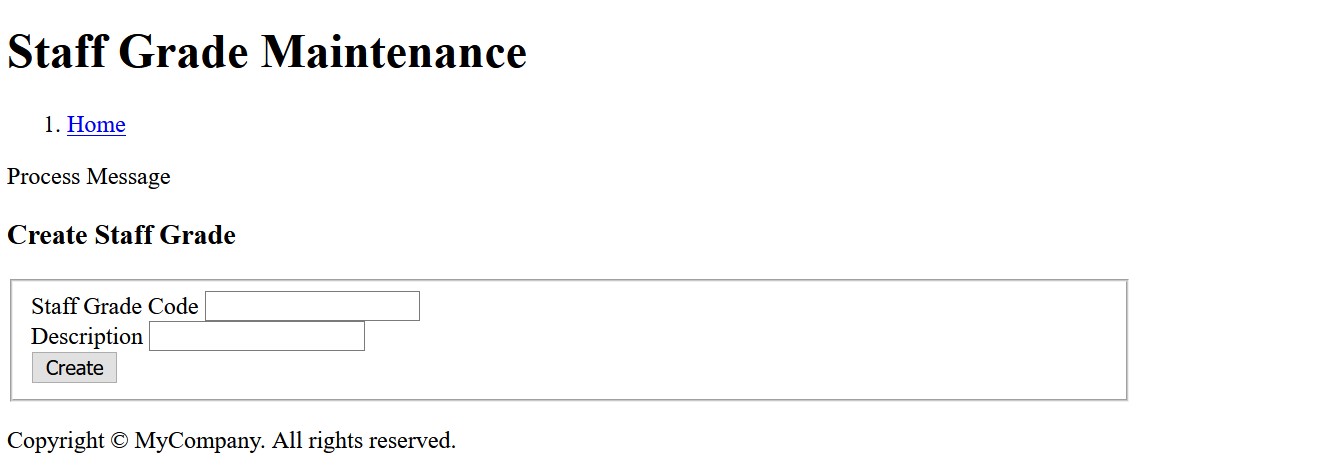 Staff Grade Maintenance
1. Home
Process Message
Create Staff Grade
Staff Grade Code
Description
Create
Copyright © MyCompany. All rights reserved.